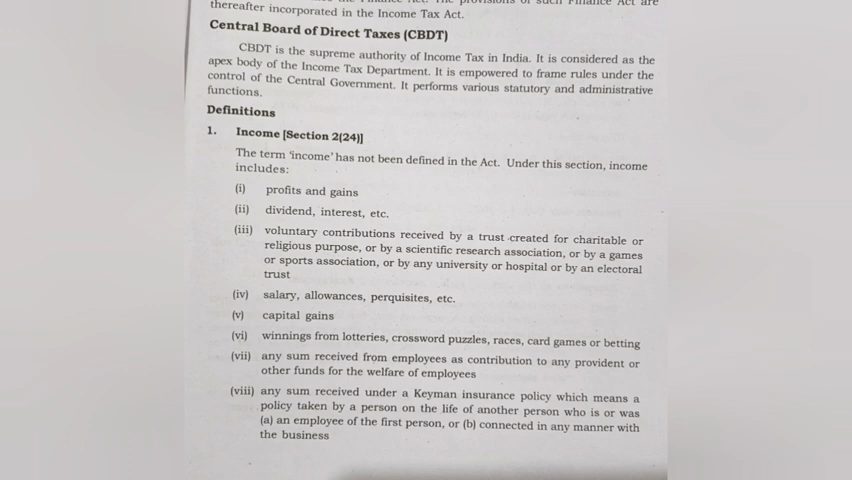 the Finance Act. The provisions of such Finance Act are
thereafter incorporated in the Income Tax Act.
Central Board of Direct Taxes (CBDT)
CBDT is the supreme authority of Income Tax in India. It is considered as the
apex body of the Income Tax Department. It is empowered to frame rules under the
control of the Central Government. It performs various statutory and administrative
functions.
Definitions
1. Income [Section 2(24)]
The term 'income' has not been defined in the Act. Under this section, income
includes:
(i) profits and gains
(ii) dividend, interest, etc.
(iii) voluntary contributions received by a trust created for charitable or
religious purpose, or by a scientific research association, or by a games
or sports association, or by any university or hospital or by an electoral
trust
(iv) salary, allowances, perquisites, etc.
(v) capital gains
(vi) winnings from lotteries, crossword puzzles, races, card games or betting
(vii) any sum received from employees as contribution to any provident or
other funds for the welfare of employees
(viii) any sum received under a Keyman insurance policy which means a
policy taken by a person on the life of another person who is or was
(a) an employee of the first person, or (b) connected in any manner with
the business